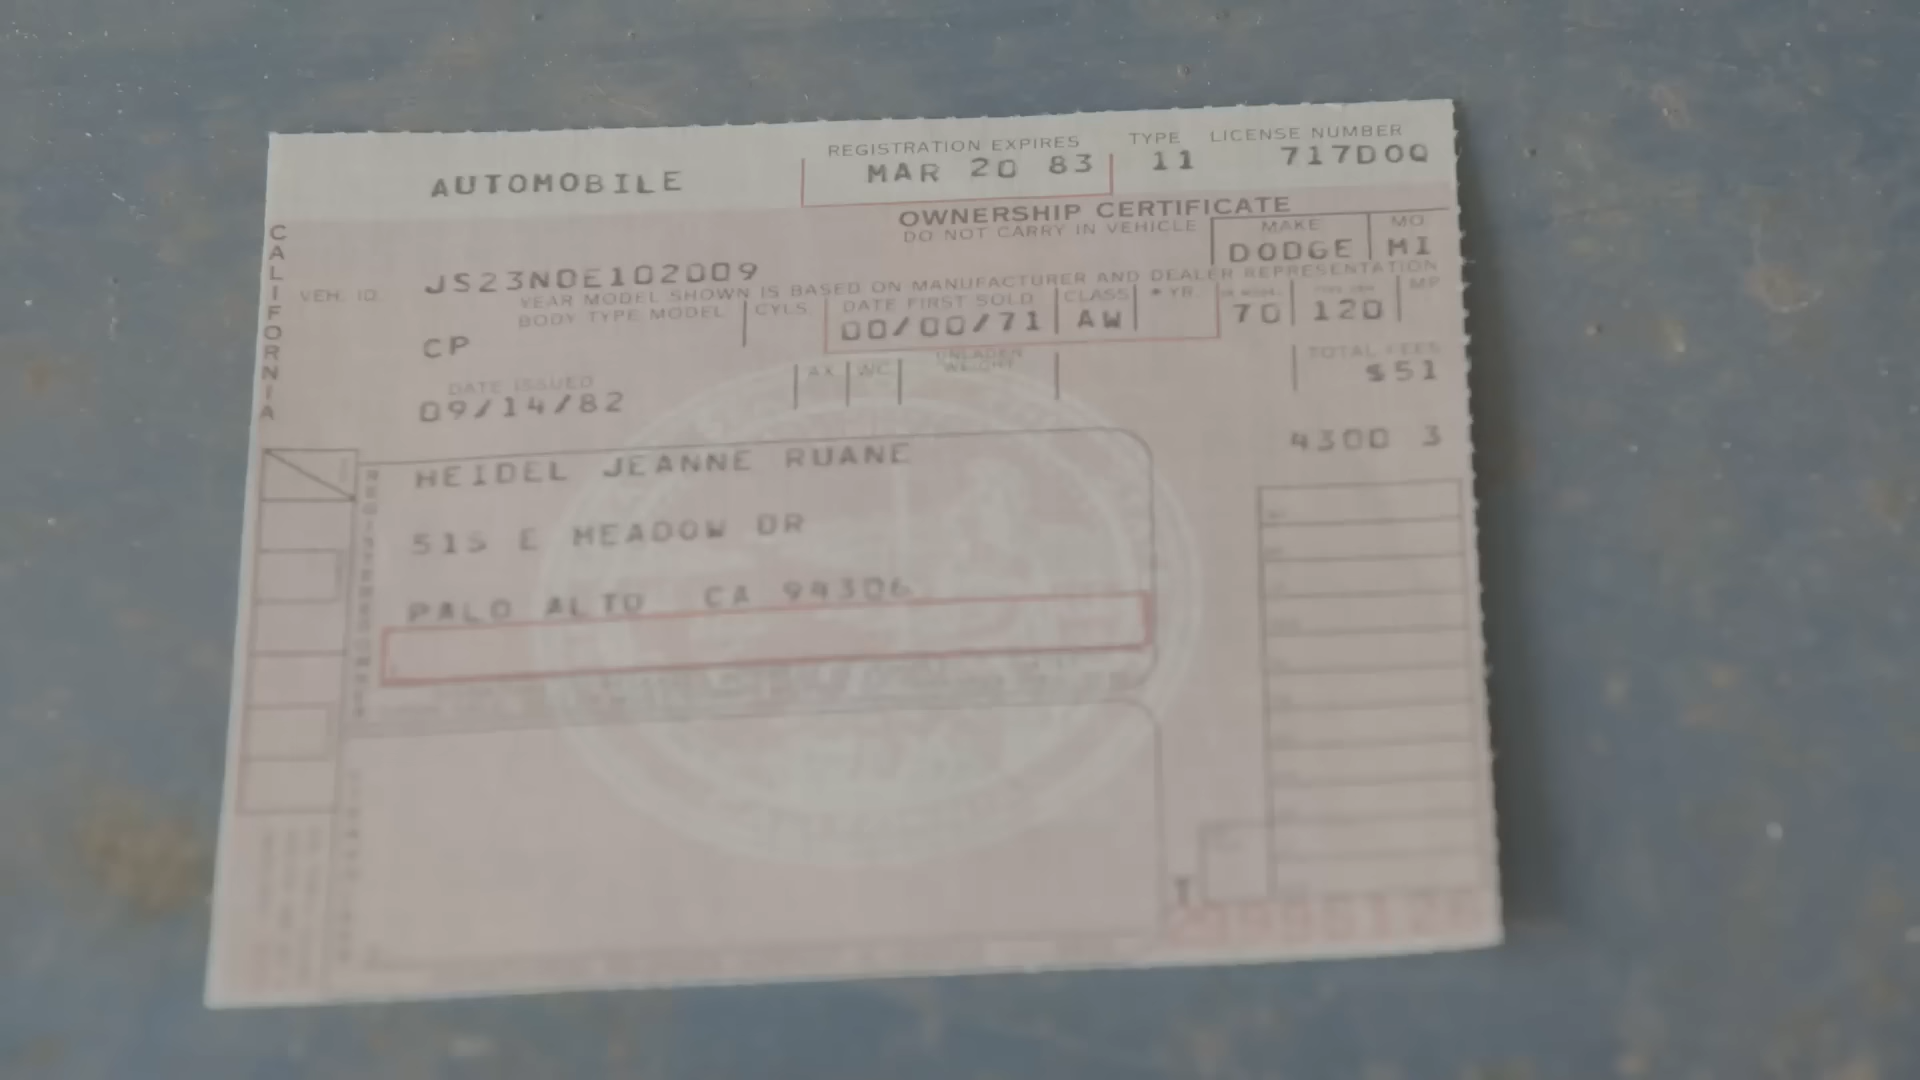 REGISTRATION EXPIRES TYPE LICENSE NUMBER
AUTOMOBILE MAR 20 83 11 717DOQ
OWNERSHIP CERTIFICATE
DO NOT CARRY IN VEHICLE MAKE MO
DODGE MI
CALIFORNIA
VEH. ID. JS23N0E102009
YEAR MODEL SHOWN IS BASED ON MANUFACTURER AND DEALER REPRESENTATION
BODY TYPE MODEL CYLS. DATE FIRST SOLD CLASS * YR. MP
CP 00/00/71 AW 70 120
DATE ISSUED AX WC UNLADEN WEIGHT TOTAL FEES
09/14/82 $51
4300 3
HEIDEL JEANNE RUANE
515 E MEADOW DR
PALO ALTO CA 94306
T